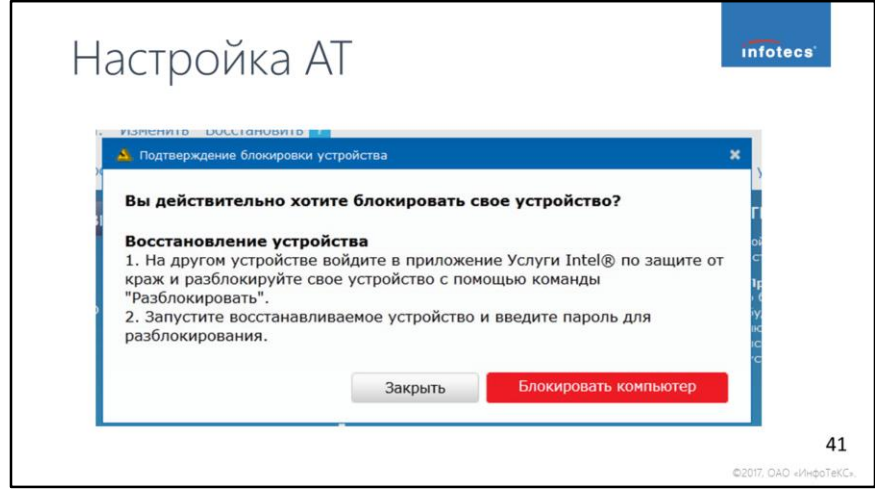 Настройка АТ
infotecs
Изменить Восстановить
Подтверждение блокировки устройства
Вы действительно хотите блокировать свое устройство?
Восстановление устройства
1. На другом устройстве войдите в приложение Услуги Intel® по защите от
краж и разблокируйте свое устройство с помощью команды
"Разблокировать".
2. Запустите восстанавливаемое устройство и введите пароль для
разблокирования.
Закрыть
Блокировать компьютер
41
©2017, ОАО «ИнфоТеКС».